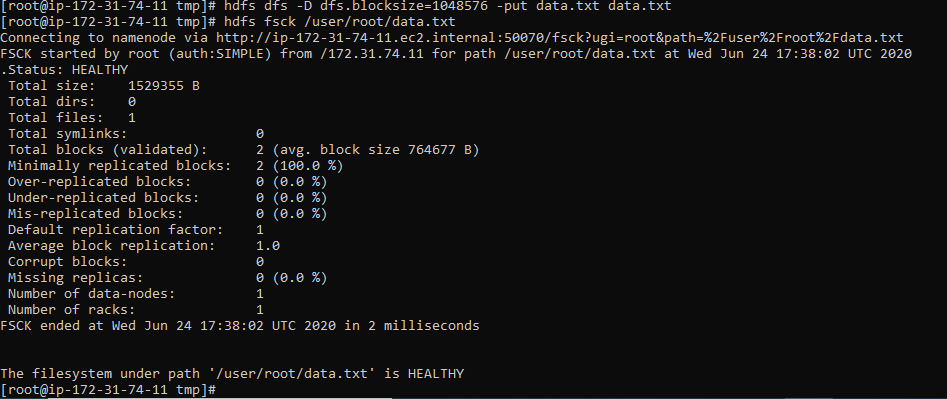 [root@ip-172-31-74-11 tmp]# hdfs dfs -D dfs.blocksize=1048576 -put data.txt data.txt
[root@ip-172-31-74-11 tmp]# hdfs fsck /user/root/data.txt
Connecting to namenode via http://ip-172-31-74-11.ec2.internal:50070/fsck?ugi=root&path=%2Fuser%2Froot%2Fdata.txt
FSCK started by root (auth:SIMPLE) from /172.31.74.11 for path /user/root/data.txt at Wed Jun 24 17:38:02 UTC 2020
.Status: HEALTHY
Total size:    1529355 B
Total dirs:    0
Total files:   1
Total symlinks:                0
Total blocks (validated):      2 (avg. block size 764677 B)
Minimally replicated blocks:   2 (100.0 %)
Over-replicated blocks:        0 (0.0 %)
Under-replicated blocks:       0 (0.0 %)
Mis-replicated blocks:         0 (0.0 %)
Default replication factor:    1
Average block replication:     1.0
Corrupt blocks:                0
Missing replicas:              0 (0.0 %)
Number of data-nodes:          1
Number of racks:               1
FSCK ended at Wed Jun 24 17:38:02 UTC 2020 in 2 milliseconds
The filesystem under path '/user/root/data.txt' is HEALTHY
[root@ip-172-31-74-11 tmp]#